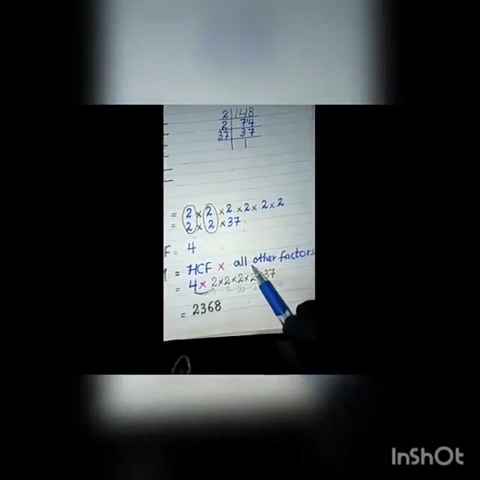 2 | 148
2 | 74
37 | 37
| 1
= 2 × 2 × 2 × 2 × 2 × 2
= 2 × 2 × 37
F = 4
= HCF × all other factors
= 4 × 2×2×2×2×37
= 2368
InShOt